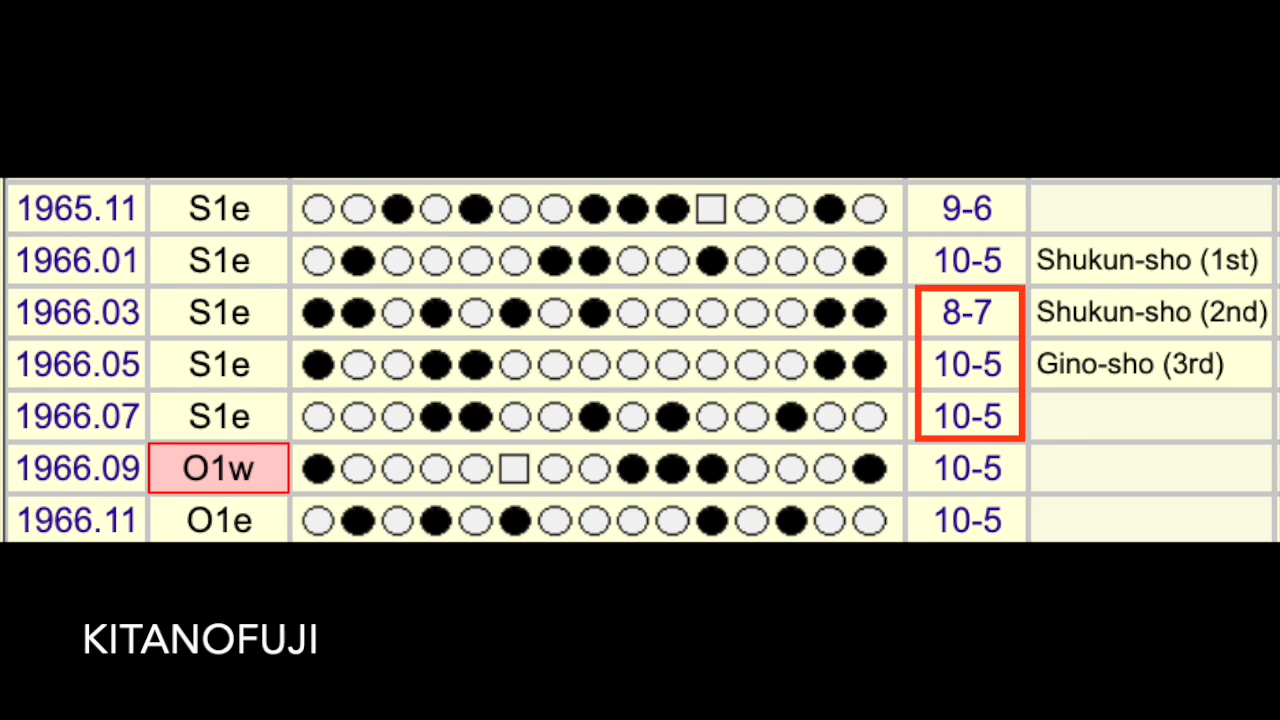 1965.11 S1e 9-6
1966.01 S1e 10-5 Shukun-sho (1st)
1966.03 S1e 8-7 Shukun-sho (2nd)
1966.05 S1e 10-5 Gino-sho (3rd)
1966.07 S1e 10-5
1966.09 O1w 10-5
1966.11 O1e 10-5
KITANOFUJI